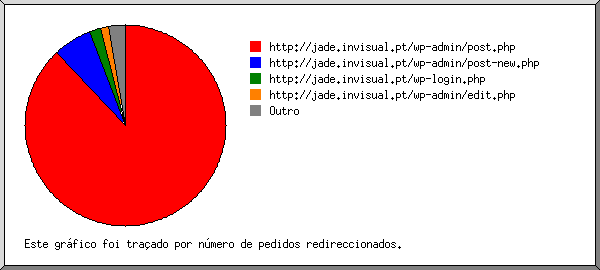 http://jade.invisual.pt/wp-admin/post.php
http://jade.invisual.pt/wp-admin/post-new.php
http://jade.invisual.pt/wp-login.php
http://jade.invisual.pt/wp-admin/edit.php
Outro
Este gráfico foi traçado por número de pedidos redireccionados.